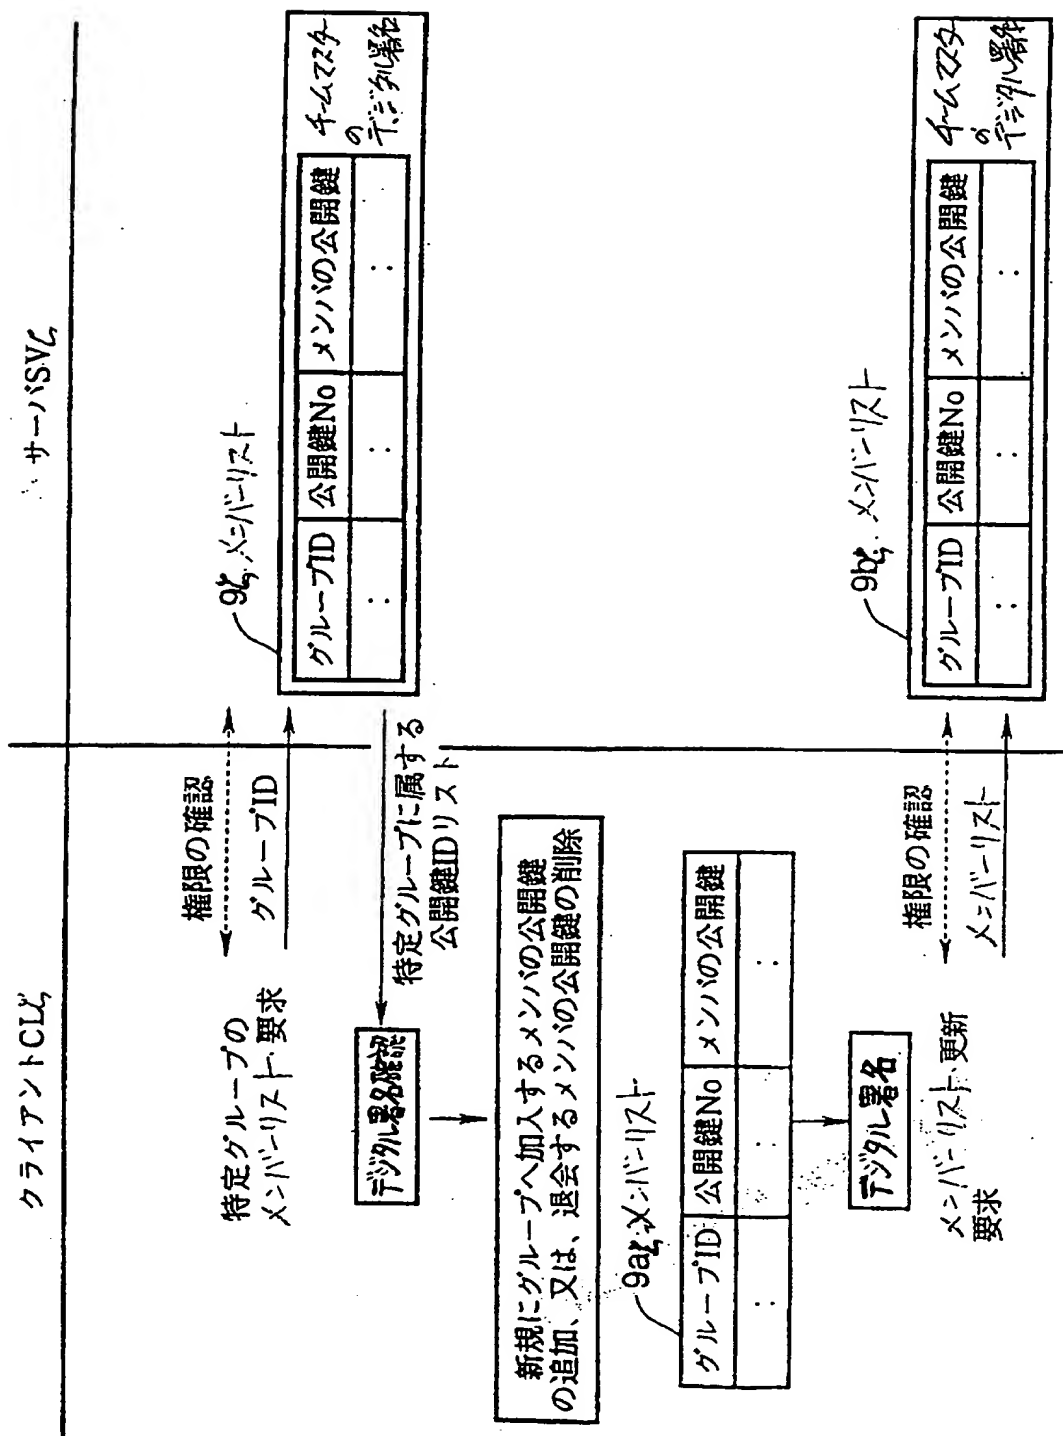 クライアントCLζ
サーバSVζ
特定グループの
メンバーリスト要求
権限の確認
グループID
9ζ メンバーリスト
グループID 公開鍵No メンバの公開鍵
: : :
チームマスタ
の
デジタル署名
特定グループに属する
公開鍵IDリスト
デジタル署名確認
新規にグループへ加入するメンバの公開鍵
の追加、又は、退会するメンバの公開鍵の削除
9aζ メンバーリスト
グループID 公開鍵No メンバの公開鍵
: : :
デジタル署名
メンバーリスト更新
要求
権限の確認
メンバーリスト
9bζ メンバーリスト
グループID 公開鍵No メンバの公開鍵
: : :
チームマスタ
の
デジタル署名